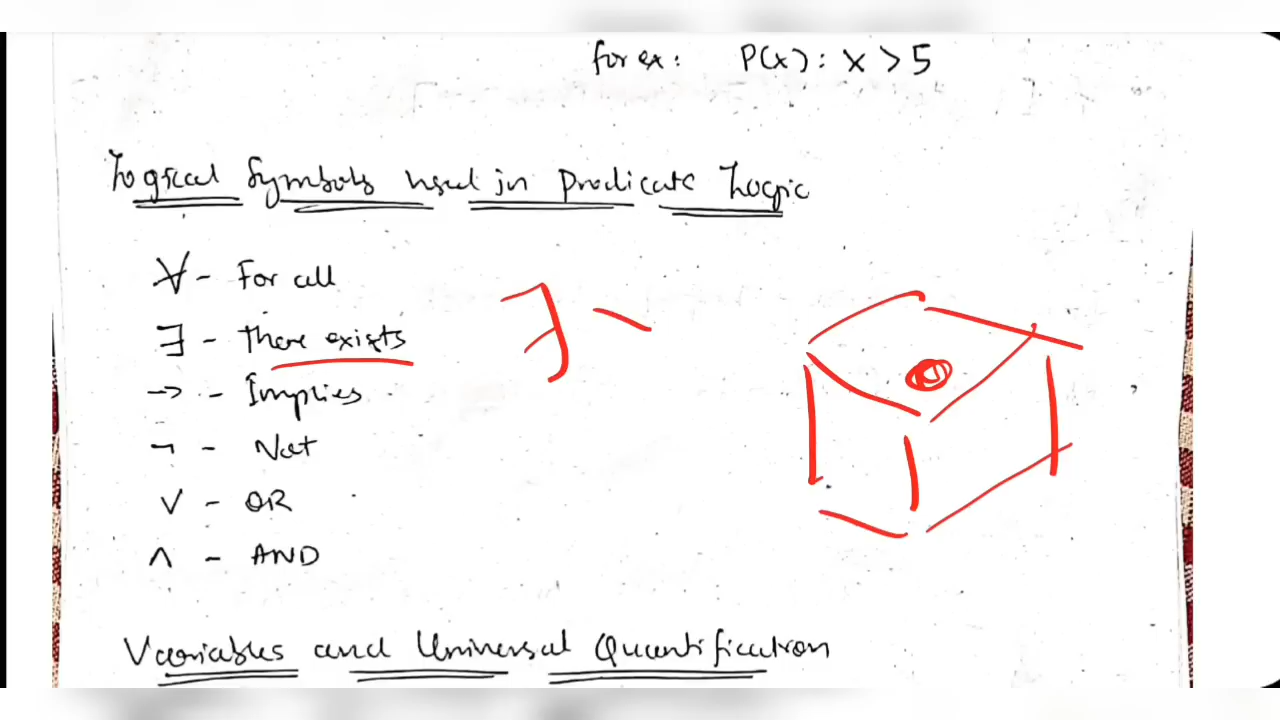 for ex: P(x): x > 5
Logical Symbols used in Predicate Logic
∀ - For all
∃ - There exists
∃ -
→ - Implies
¬ - Not
∨ - OR
∧ - AND
Variables and Universal Quantification